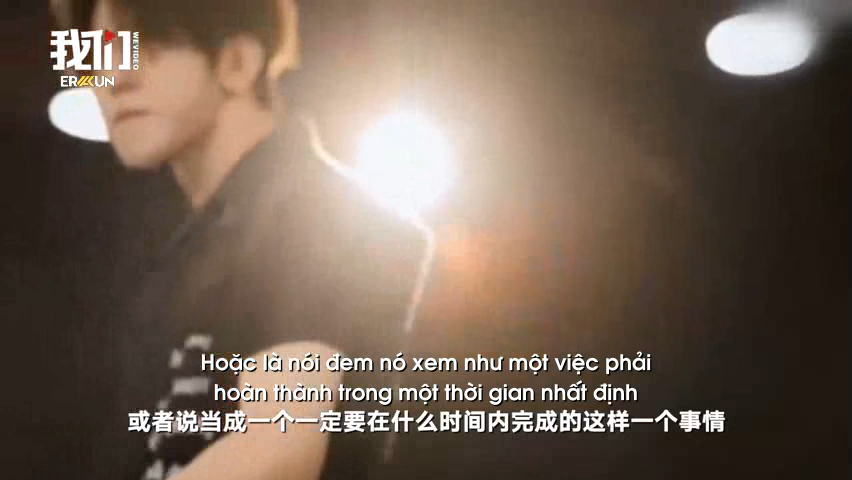 我们
WEVIDEO
ERKUN
Hoặc là nói đem nó xem như một việc phải
hoàn thành trong một thời gian nhất định
或者说当成一个一定要在什么时间内完成的这样一个事情